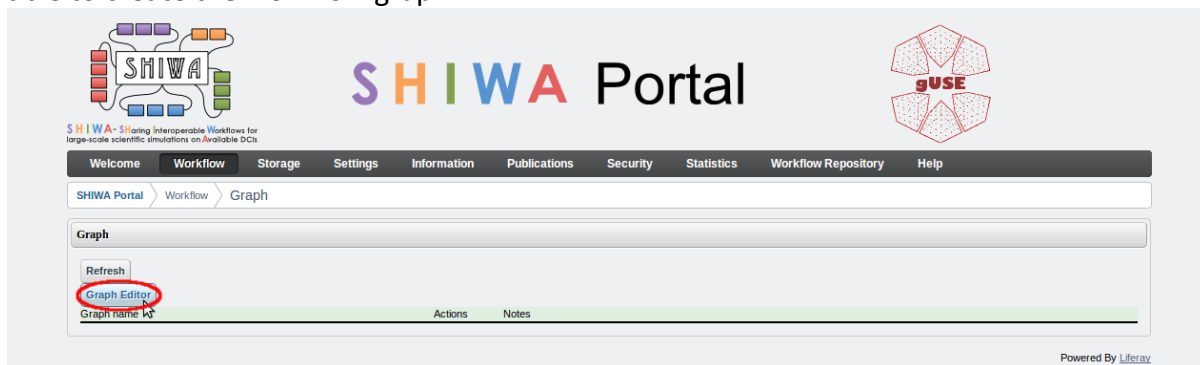 SHIWA
SHIWA Portal
gUSE
SHIWA-SHaring Interoperable Workflows for
large-scale scientific simulations on Available DCIs
Welcome Workflow Storage Settings Information Publications Security Statistics Workflow Repository Help
SHIWA Portal Workflow Graph
Graph
Refresh
Graph Editor
Graph name Actions Notes
Powered By Liferay